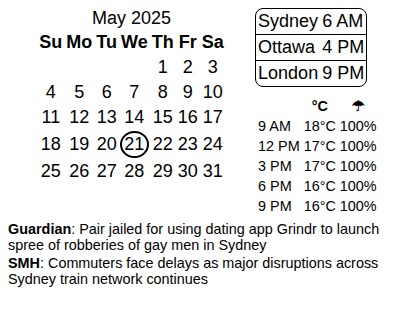 May 2025
Su Mo Tu We Th Fr Sa
1 2 3
4 5 6 7 8 9 10
11 12 13 14 15 16 17
18 19 20 21 22 23 24
25 26 27 28 29 30 31
Sydney 6 AM
Ottawa 4 PM
London 9 PM
°C ☂
9 AM 18°C 100%
12 PM 17°C 100%
3 PM 17°C 100%
6 PM 16°C 100%
9 PM 16°C 100%
Guardian: Pair jailed for using dating app Grindr to launch
spree of robberies of gay men in Sydney
SMH: Commuters face delays as major disruptions across
Sydney train network continues